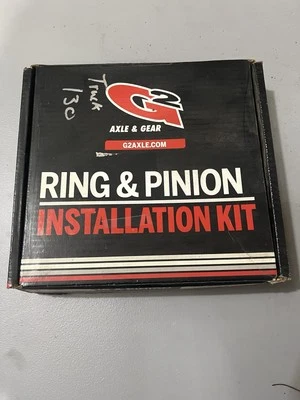 Truck
130
G2
AXLE & GEAR
G2AXLE.COM
RING & PINION
INSTALLATION KIT